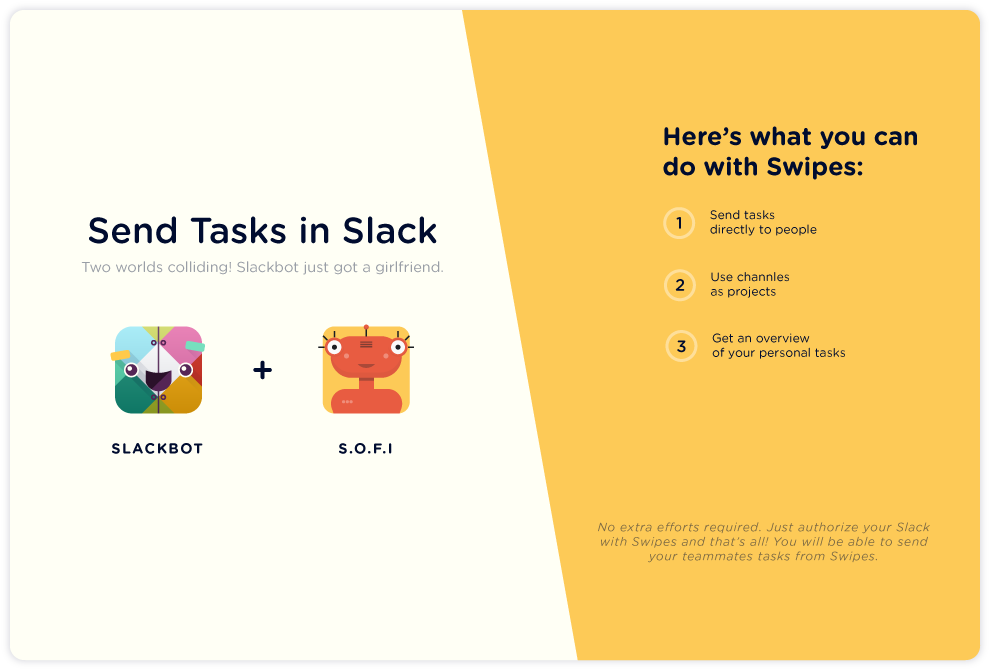 Send Tasks in Slack
Two worlds colliding! Slackbot just got a girlfriend.
+
SLACKBOT
S.O.F.I
Here’s what you can
do with Swipes:
1
Send tasks
directly to people
2
Use channles
as projects
3
Get an overview
of your personal tasks
No extra efforts required. Just authorize your Slack
with Swipes and that’s all! You will be able to send
your teammates tasks from Swipes.